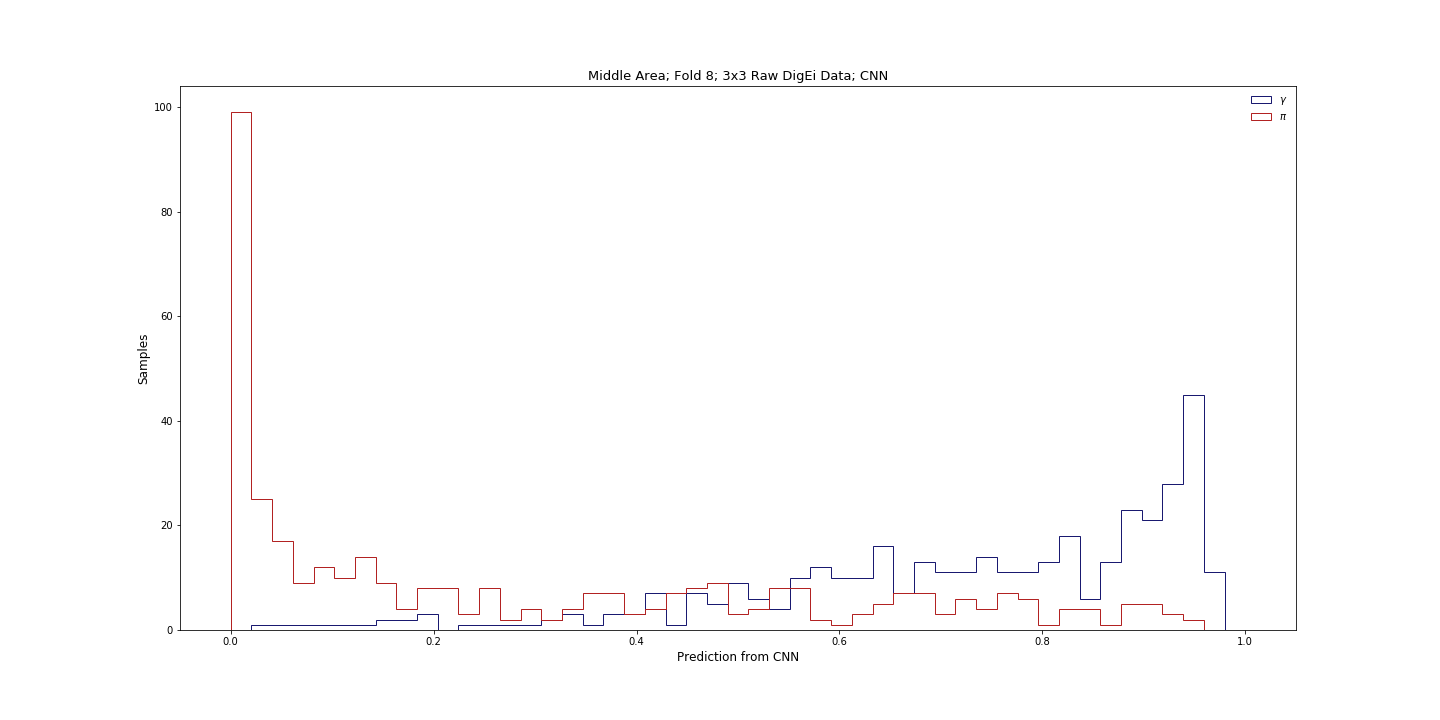 Middle Area; Fold 8; 3x3 Raw DigEi Data; CNN
γ
π
100
80
60
40
20
0
Samples
0.0 0.2 0.4 0.6 0.8 1.0
Prediction from CNN